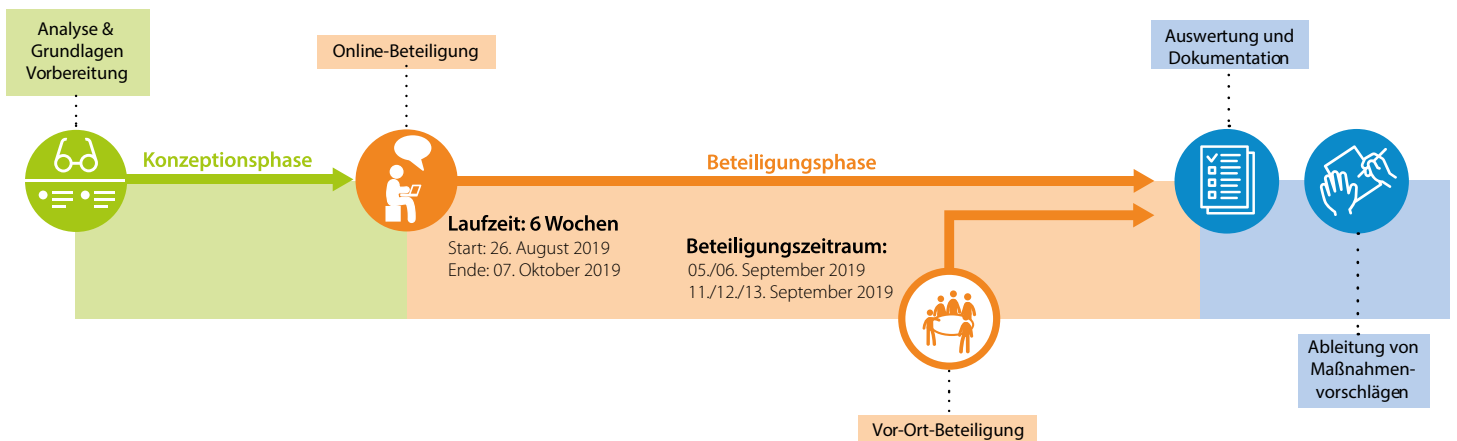 Analyse &
Grundlagen
Vorbereitung
Online-Beteiligung
Auswertung und
Dokumentation
Konzeptionsphase
Beteiligungsphase
Laufzeit: 6 Wochen
Start: 26. August 2019
Ende: 07. Oktober 2019
Beteiligungszeitraum:
05./06. September 2019
11./12./13. September 2019
Ableitung von
Maßnahmen-
vorschlägen
Vor-Ort-Beteiligung